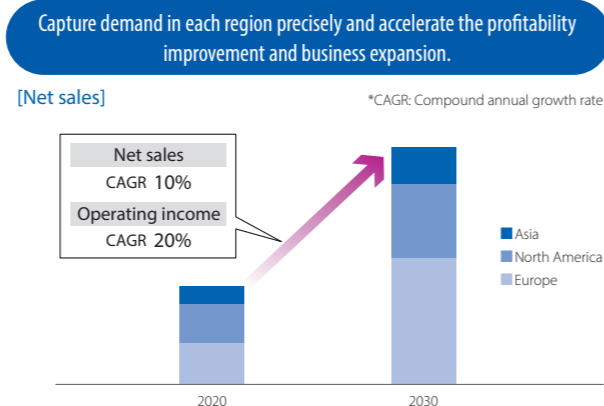 Capture demand in each region precisely and accelerate the profitability
improvement and business expansion.
[Net sales]
*CAGR: Compound annual growth rate
Net sales
CAGR 10%
Operating income
CAGR 20%
Asia
North America
Europe
2020
2030